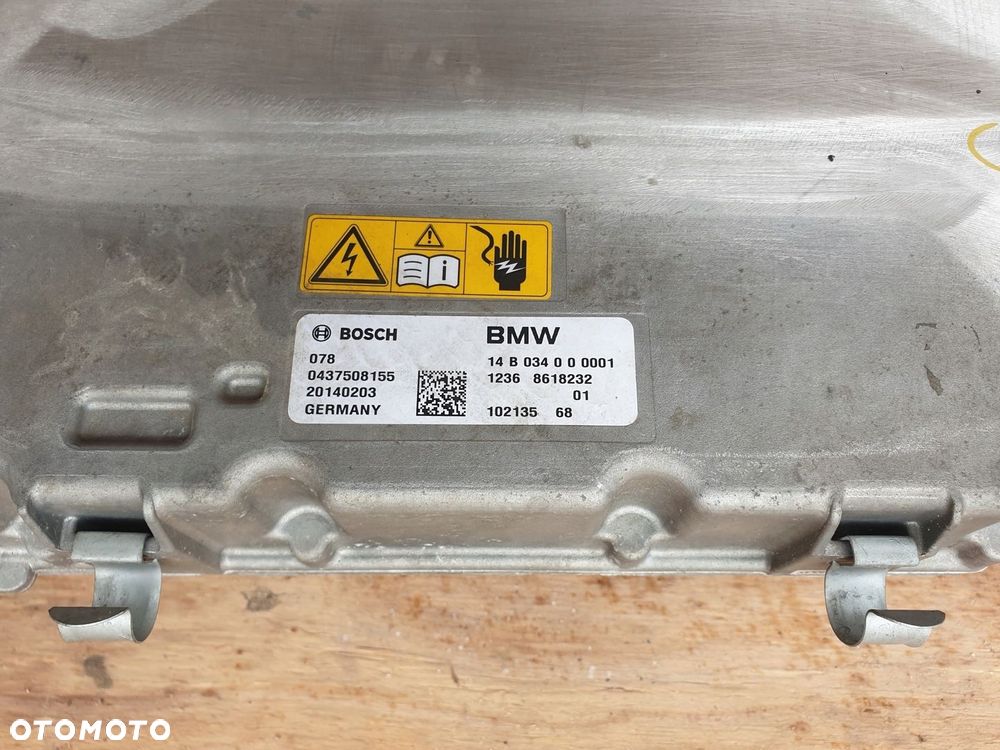 BOSCH
078
0437508155
20140203
GERMANY
BMW
14 B 034 0 0 0001
1236 8618232
01
102135 68
i
OTOMOTO